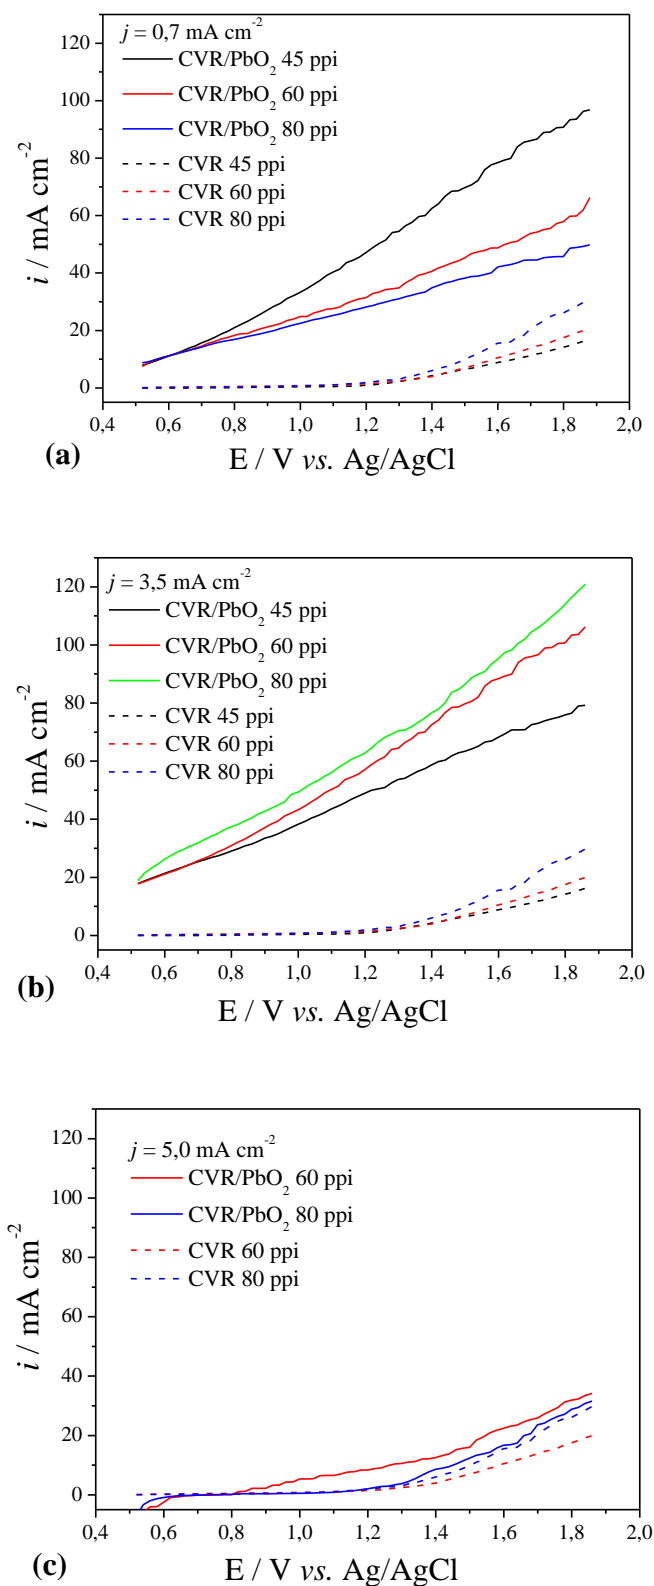 j = 0,7 mA cm-2
CVR/PbO2 45 ppi
CVR/PbO2 60 ppi
CVR/PbO2 80 ppi
CVR 45 ppi
CVR 60 ppi
CVR 80 ppi
i / mA cm-2
120
100
80
60
40
20
0
0,4 0,6 0,8 1,0 1,2 1,4 1,6 1,8 2,0
E / V vs. Ag/AgCl
(a)
j = 3,5 mA cm-2
CVR/PbO2 45 ppi
CVR/PbO2 60 ppi
CVR/PbO2 80 ppi
CVR 45 ppi
CVR 60 ppi
CVR 80 ppi
i / mA cm-2
120
100
80
60
40
20
0
0,4 0,6 0,8 1,0 1,2 1,4 1,6 1,8 2,0
E / V vs. Ag/AgCl
(b)
j = 5,0 mA cm-2
CVR/PbO2 60 ppi
CVR/PbO2 80 ppi
CVR 60 ppi
CVR 80 ppi
i / mA cm-2
120
100
80
60
40
20
0
0,4 0,6 0,8 1,0 1,2 1,4 1,6 1,8 2,0
E / V vs. Ag/AgCl
(c)